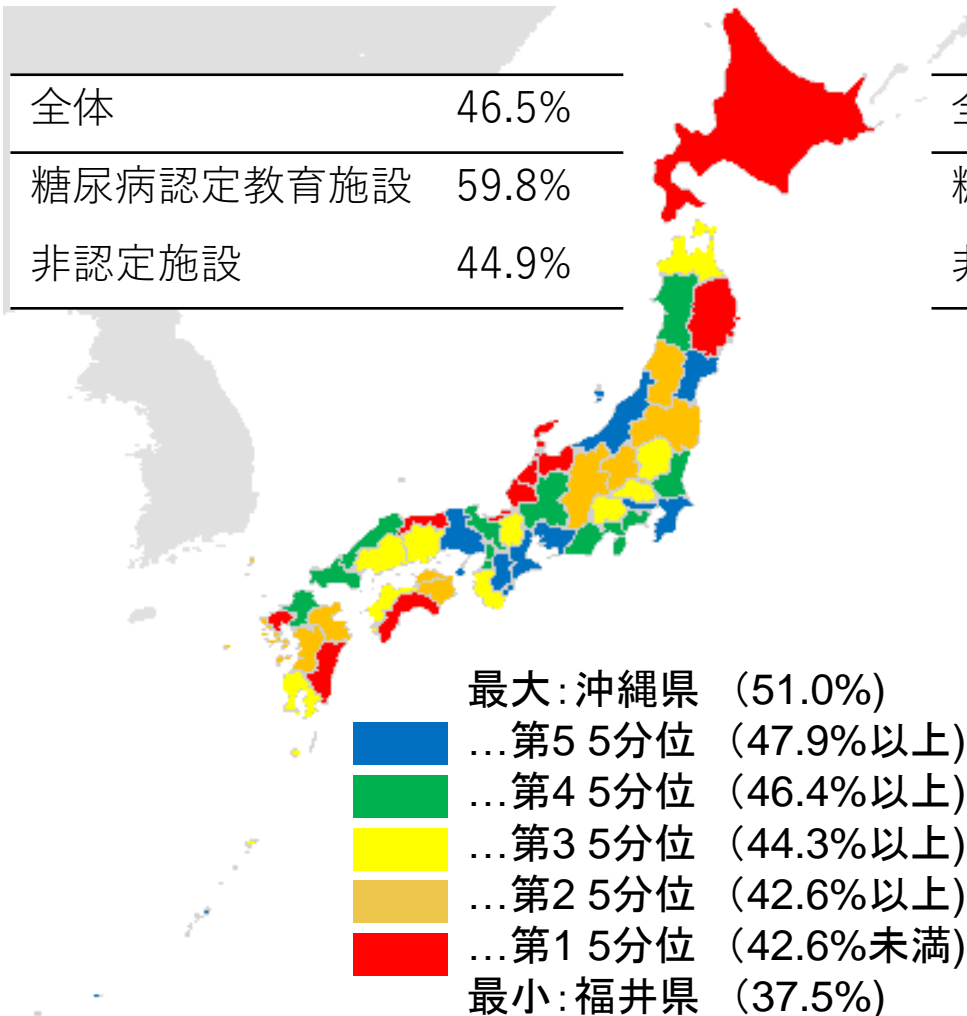 全体 46.5%
糖尿病認定教育施設 59.8%
非認定施設 44.9%
最大:沖縄県 （51.0%)
…第5 5分位 （47.9%以上)
…第4 5分位 （46.4%以上)
…第3 5分位 （44.3%以上)
…第2 5分位 （42.6%以上)
…第1 5分位 （42.6%未満)
最小:福井県 （37.5%)